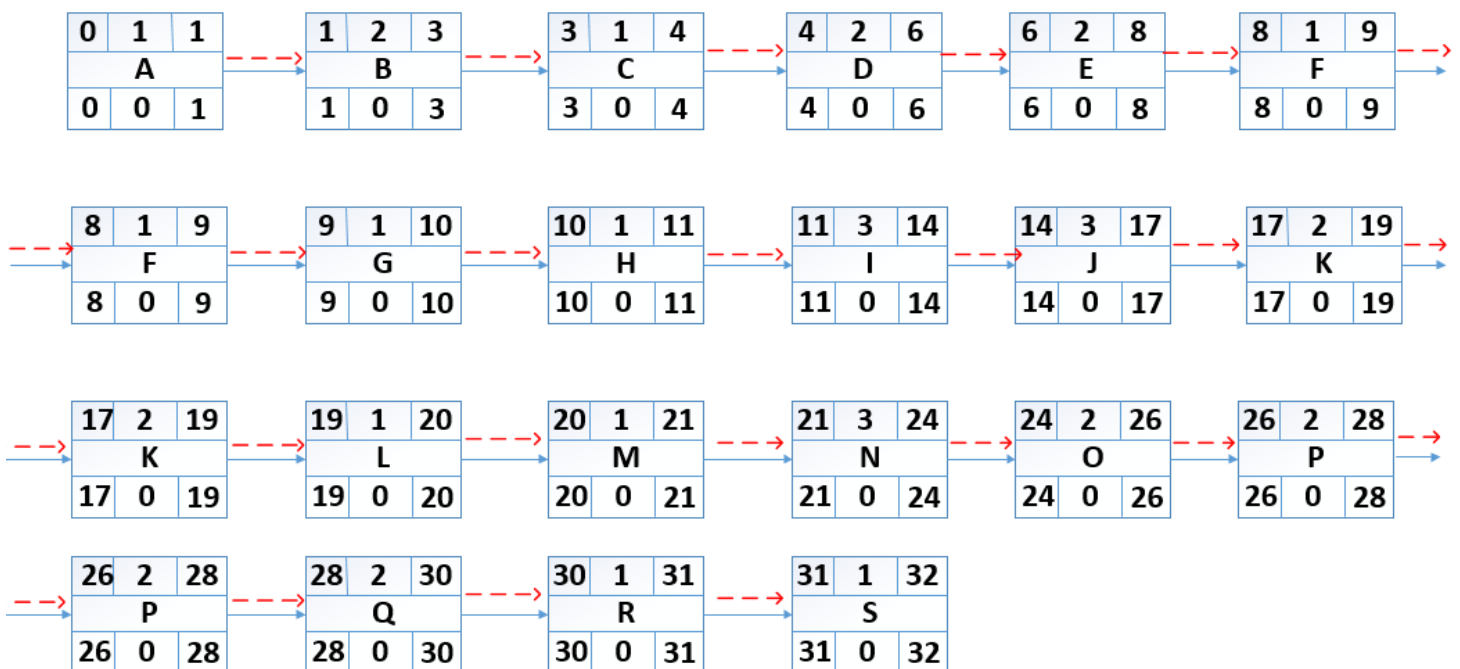 0 1 1 1 2 3 3 1 4 4 2 6 6 2 8 8 1 9
A B C D E F
0 0 1 1 0 3 3 0 4 4 0 6 6 0 8 8 0 9
8 1 9 9 1 10 10 1 11 11 3 14 14 3 17 17 2 19
F G H I J K
8 0 9 9 0 10 10 0 11 11 0 14 14 0 17 17 0 19
17 2 19 19 1 20 20 1 21 21 3 24 24 2 26 26 2 28
K L M N O P
17 0 19 19 0 20 20 0 21 21 0 24 24 0 26 26 0 28
26 2 28 28 2 30 30 1 31 31 1 32
P Q R S
26 0 28 28 0 30 30 0 31 31 0 32